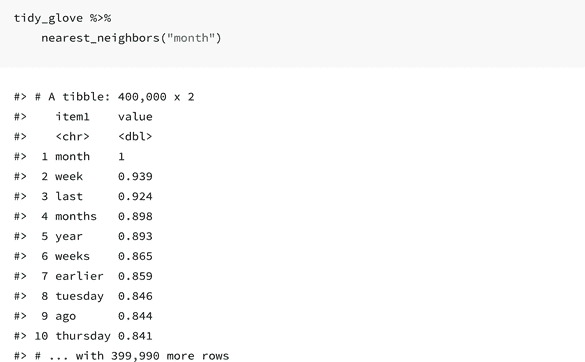 tidy_glove %>%
    nearest_neighbors("month")
#> # A tibble: 400,000 x 2
#>    item1    value
#>    <chr>    <dbl>
#>  1 month    1
#>  2 week     0.939
#>  3 last     0.924
#>  4 months   0.898
#>  5 year     0.893
#>  6 weeks    0.865
#>  7 earlier  0.859
#>  8 tuesday  0.846
#>  9 ago      0.844
#> 10 thursday 0.841
#> # ... with 399,990 more rows